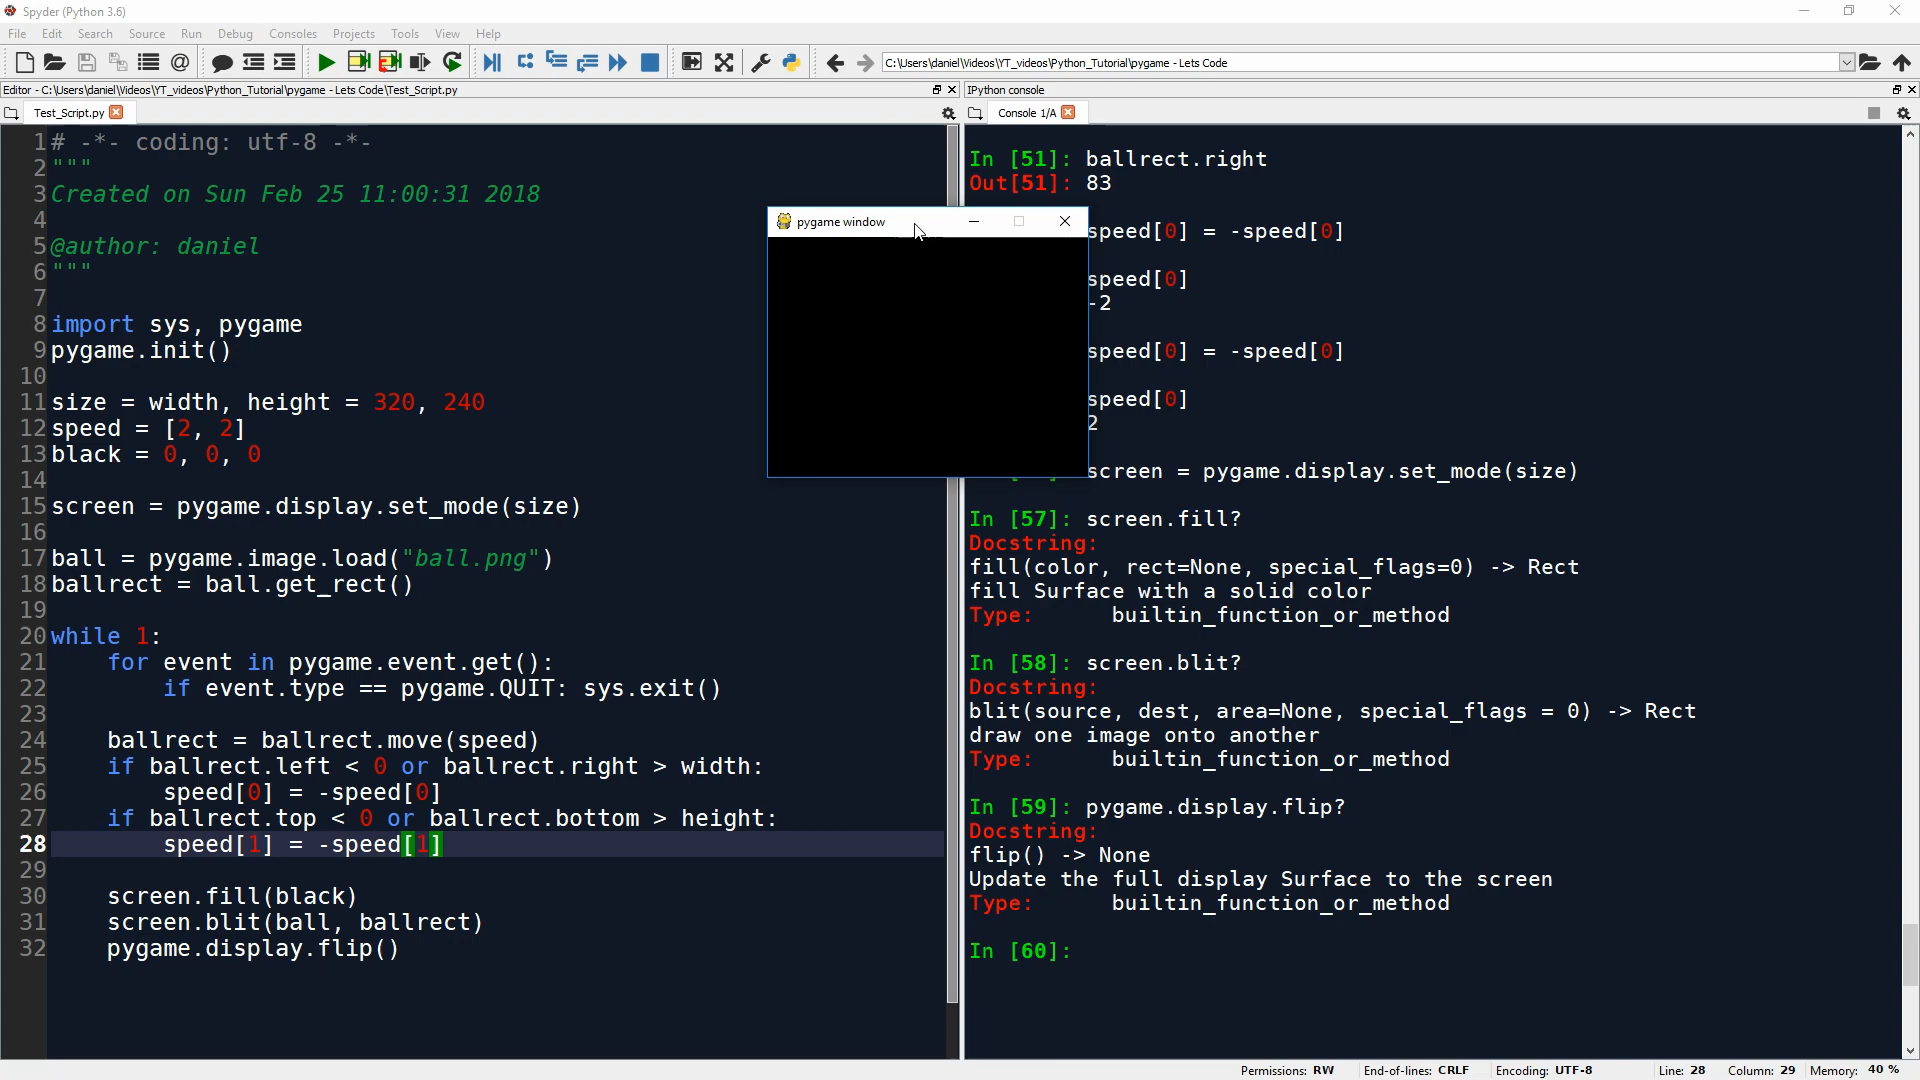 Spyder (Python 3.6)
File Edit Search Source Run Debug Consoles Projects Tools View Help
C:\Users\daniel\Videos\YT_videos\Python_Tutorial\pygame - Lets Code
Editor - C:\Users\daniel\Videos\YT_videos\Python_Tutorial\pygame - Lets Code\Test_Script.py
Test_Script.py
1 # -*- coding: utf-8 -*-
2 """
3 Created on Sun Feb 25 11:00:31 2018
4
5 @author: daniel
6 """
7
8 import sys, pygame
9 pygame.init()
10
11 size = width, height = 320, 240
12 speed = [2, 2]
13 black = 0, 0, 0
14
15 screen = pygame.display.set_mode(size)
16
17 ball = pygame.image.load("ball.png")
18 ballrect = ball.get_rect()
19
20 while 1:
21 for event in pygame.event.get():
22 if event.type == pygame.QUIT: sys.exit()
23
24 ballrect = ballrect.move(speed)
25 if ballrect.left < 0 or ballrect.right > width:
26 speed[0] = -speed[0]
27 if ballrect.top < 0 or ballrect.bottom > height:
28 speed[1] = -speed[1]
29
30 screen.fill(black)
31 screen.blit(ball, ballrect)
32 pygame.display.flip()
pygame window
IPython console
Console 1/A
In [51]: ballrect.right
Out[51]: 83
speed[0] = -speed[0]
speed[0]
-2
speed[0] = -speed[0]
speed[0]
2
screen = pygame.display.set_mode(size)
In [57]: screen.fill?
Docstring:
fill(color, rect=None, special_flags=0) -> Rect
fill Surface with a solid color
Type: builtin_function_or_method
In [58]: screen.blit?
Docstring:
blit(source, dest, area=None, special_flags = 0) -> Rect
draw one image onto another
Type: builtin_function_or_method
In [59]: pygame.display.flip?
Docstring:
flip() -> None
Update the full display Surface to the screen
Type: builtin_function_or_method
In [60]:
Permissions: RW End-of-lines: CRLF Encoding: UTF-8 Line: 28 Column: 29 Memory: 40 %